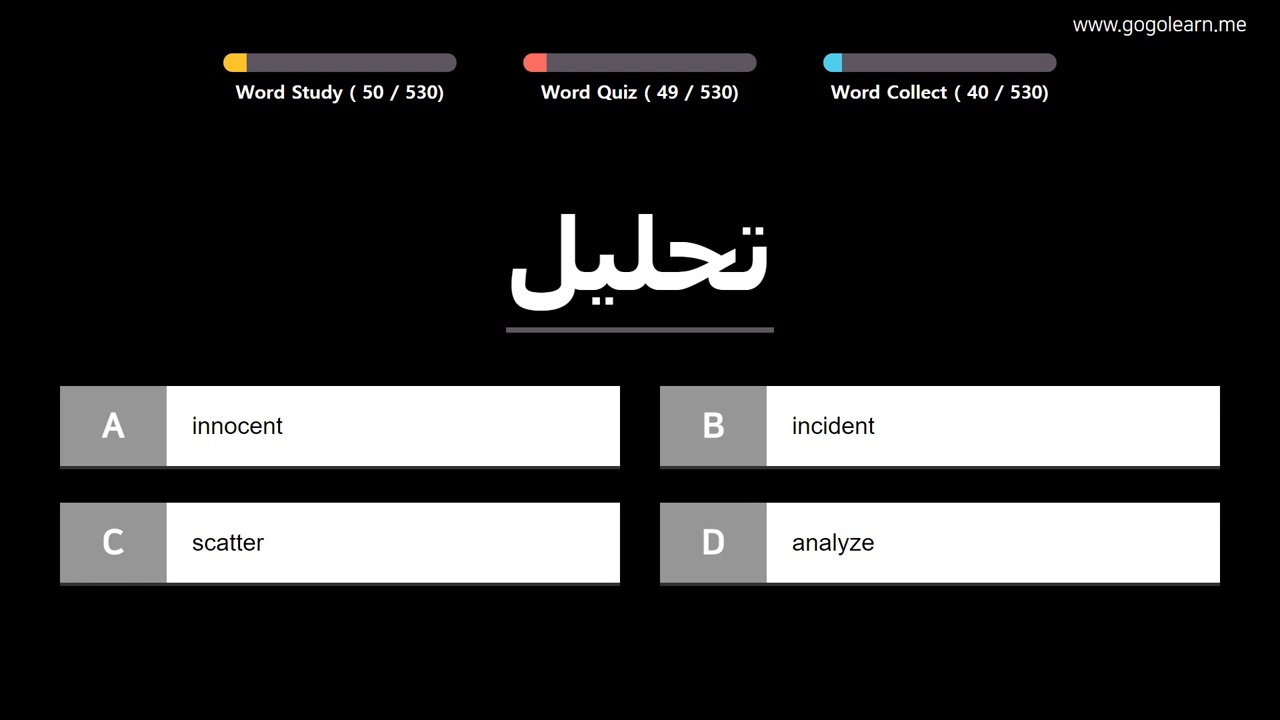 www.gogolearn.me
Word Study ( 50 / 530)
Word Quiz ( 49 / 530)
Word Collect ( 40 / 530)
تحليل
A innocent
B incident
C scatter
D analyze